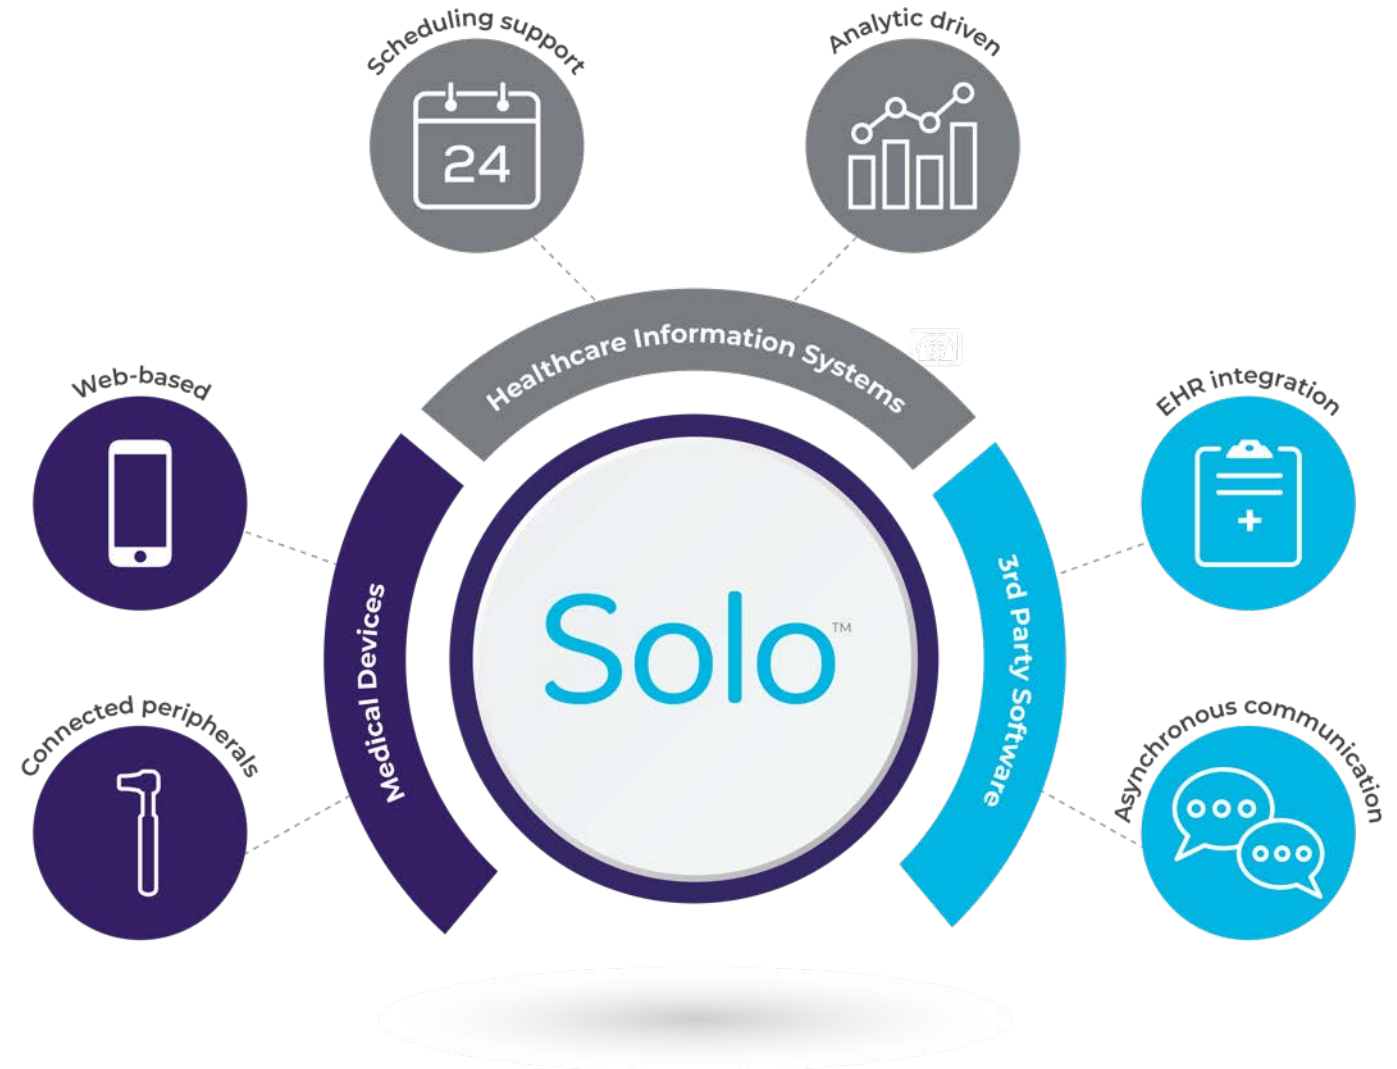 Scheduling support
Analytic driven
24
Healthcare Information Systems
Web-based
EHR integration
Medical Devices
Solo™
3rd Party Software
Connected peripherals
Asynchronous communication